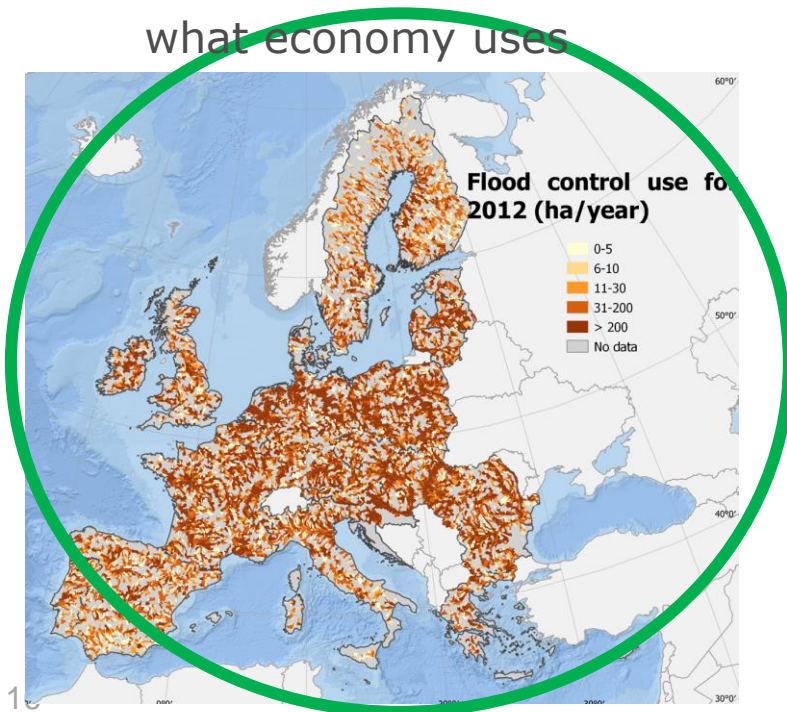 what economy uses
60°0'
Flood control use for
2012 (ha/year)
0-5
6-10
11-30
31-200
> 200
No data
50°0'
40°0'
30°0'